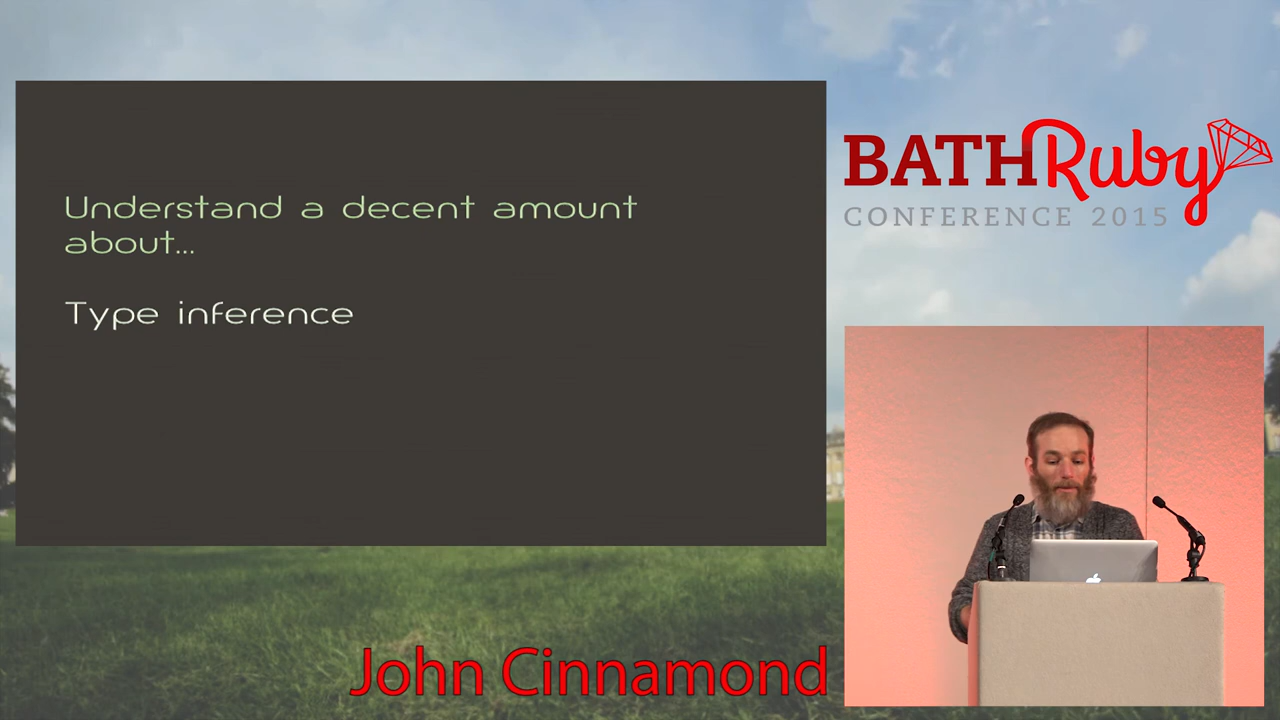 Understand a decent amount
about...
Type inference
BATHRuby
CONFERENCE 2015
John Cinnamond